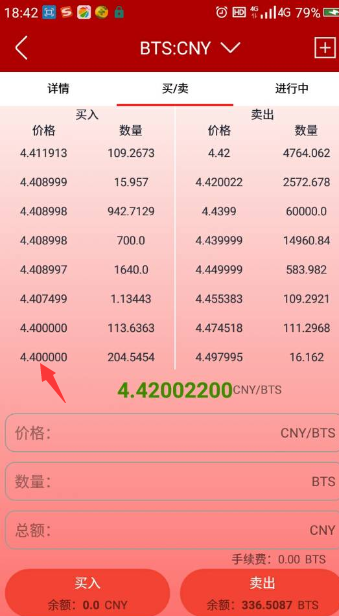 18:42 HD 4G 4G 79%
BTS:CNY
详情 买/卖 进行中
买入 卖出
价格 数量 价格 数量
4.411913 109.2673 4.42 4764.062
4.408999 15.957 4.420022 2572.678
4.408998 942.7129 4.4399 60000.0
4.408998 700.0 4.439999 14960.84
4.408997 1640.0 4.449999 583.982
4.407499 1.13443 4.455383 109.2921
4.400000 113.6363 4.474518 111.2968
4.400000 204.5454 4.497995 16.162
4.42002200 CNY/BTS
价格: CNY/BTS
数量: BTS
总额: CNY
手续费: 0.00 BTS
买入 卖出
余额: 0.0 CNY 余额: 336.5087 BTS